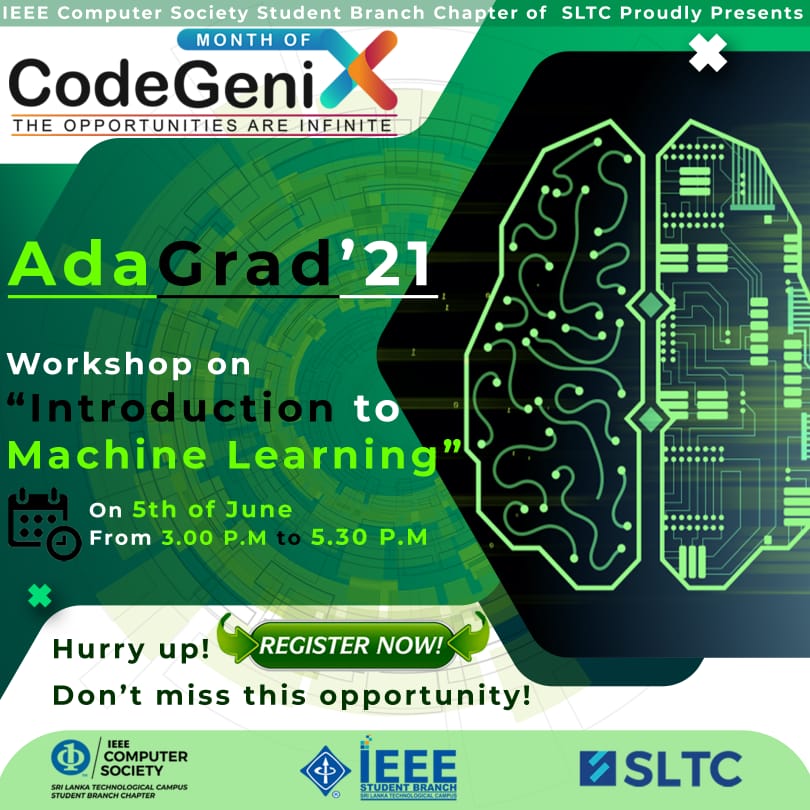 IEEE Computer Society Student Branch Chapter of SLTC Proudly Presents
MONTH OF
CodeGeniX
THE OPPORTUNITIES ARE INFINITE
AdaGrad’21
Workshop on
“Introduction to
Machine Learning”
On 5th of June
From 3.00 P.M to 5.30 P.M
Hurry up! REGISTER NOW!
Don’t miss this opportunity!
IEEE
COMPUTER
SOCIETY
SRI LANKA TECHNOLOGICAL CAMPUS
STUDENT BRANCH CHAPTER
IEEE
STUDENT BRANCH
SRI LANKA TECHNOLOGICAL CAMPUS
SLTC